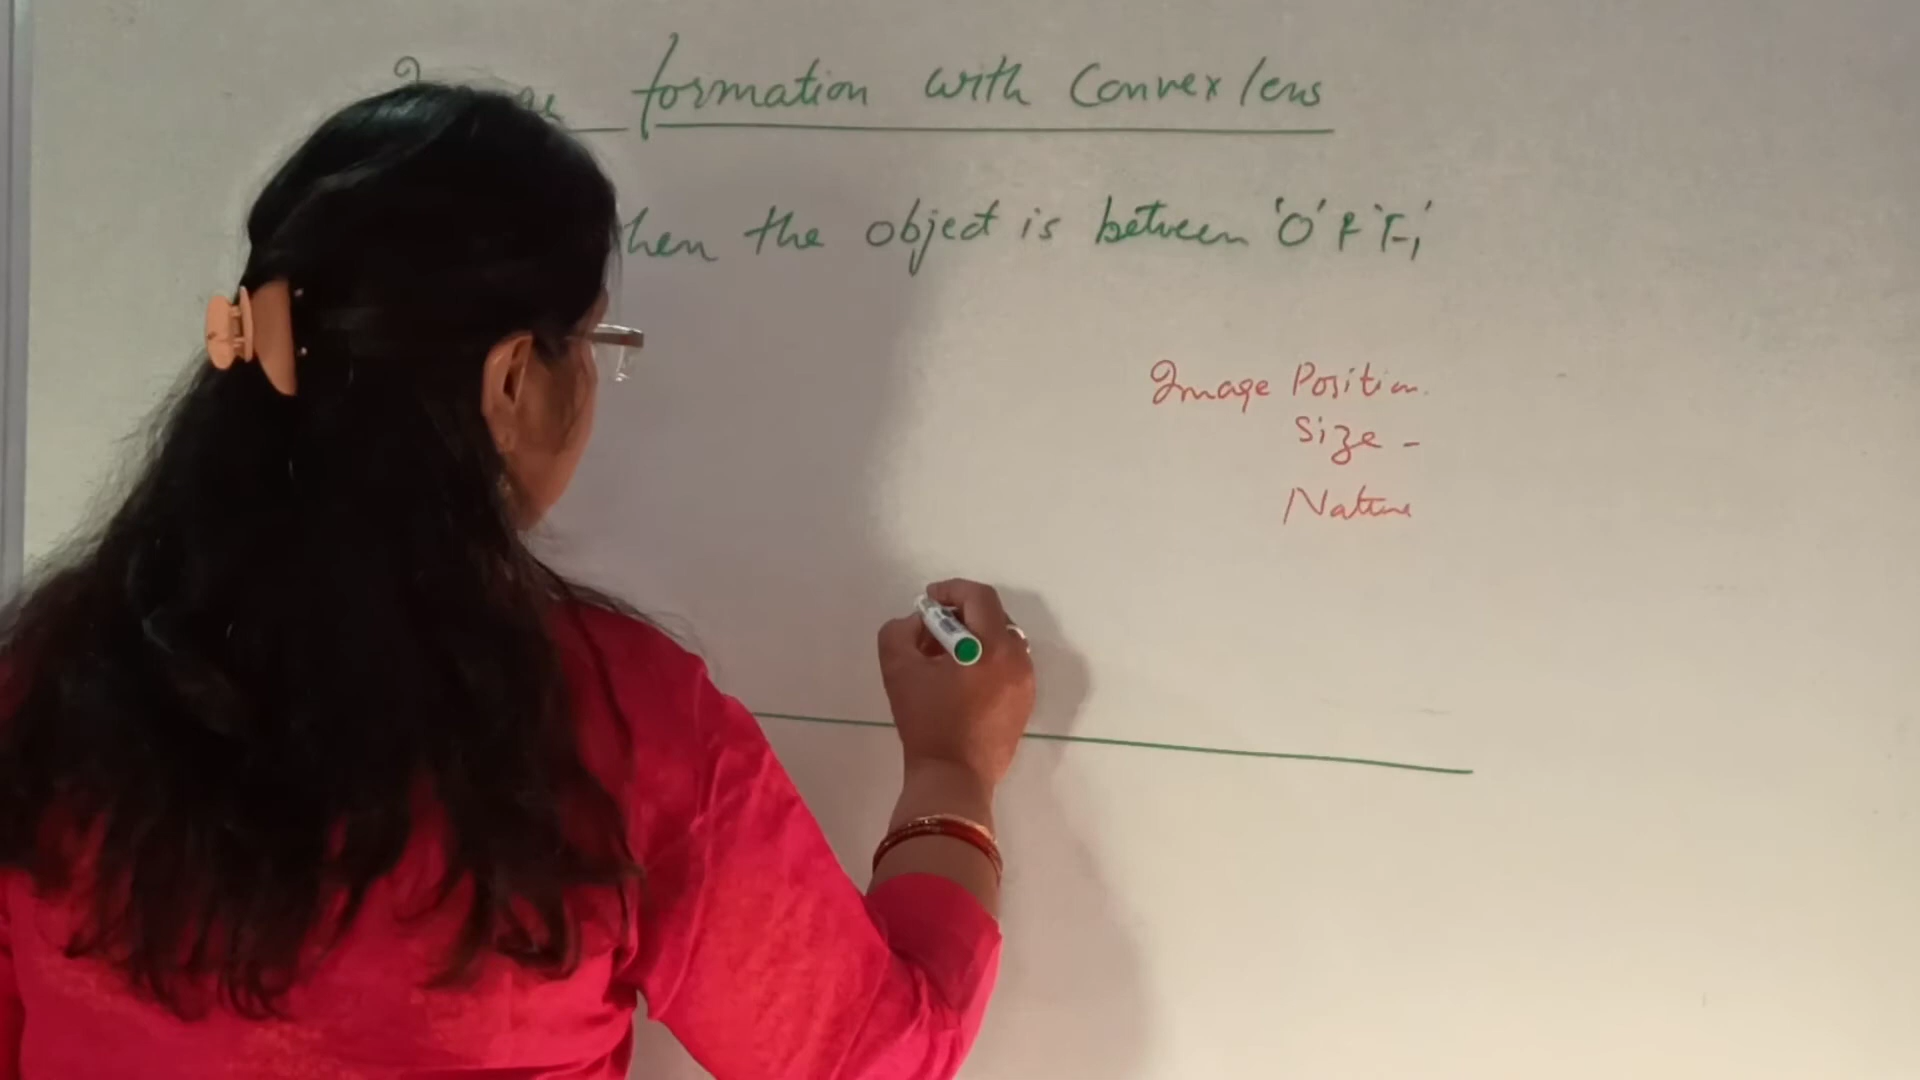 formation with Convex lens
hen the object is between 'O' & 'F₁'
Image Position.
Size -
Nature